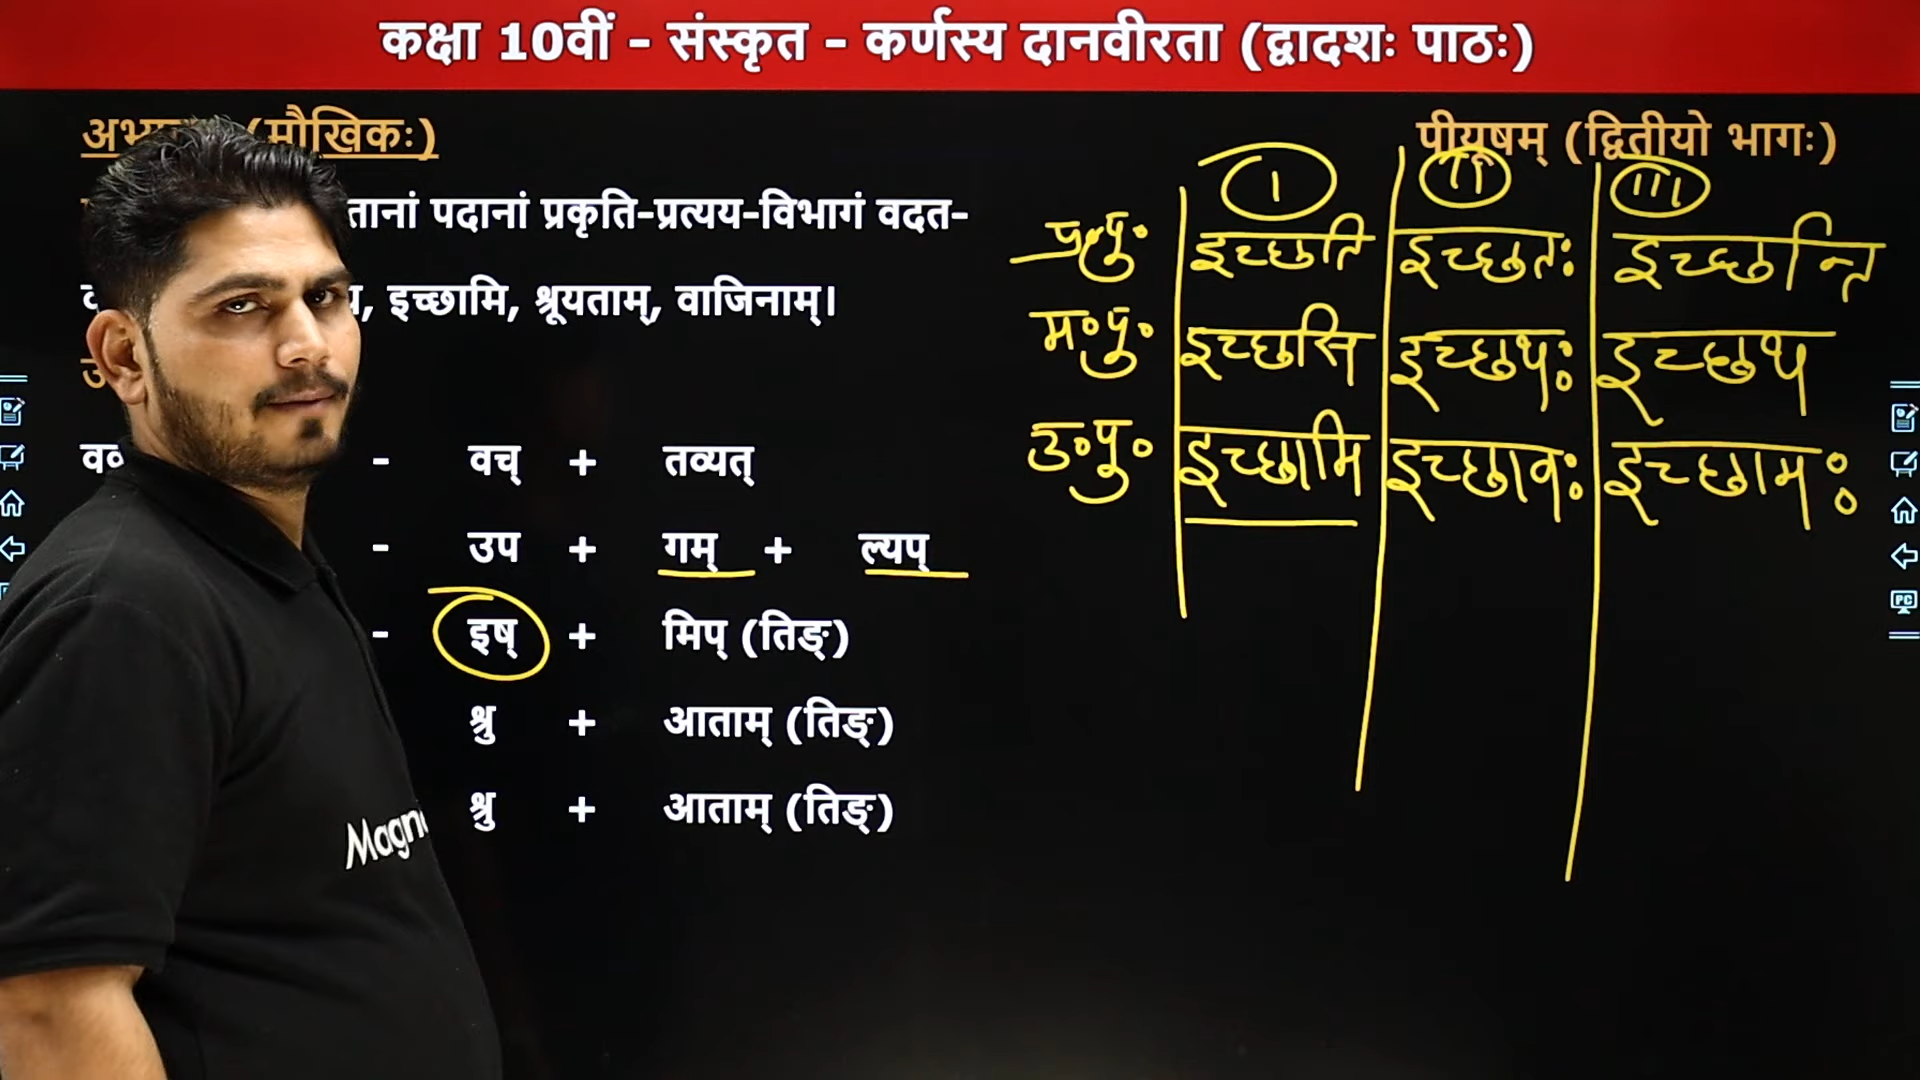 कक्षा 10वीं - संस्कृत - कर्णस्य दानवीरता (द्वादशः पाठः)
(मौखिकः)
पीयूषम् (द्वितीयो भागः)
पदानां प्रकृति-प्रत्यय-विभागं वदत-
इच्छामि, श्रूयताम्, वाजिनाम्।
- वच् + तव्यत्
- उप + गम् + ल्यप्
- इष् + मिप् (तिङ्)
श्रु + आताम् (तिङ्)
श्रु + आताम् (तिङ्)
I II III
प्र०पु० इच्छति इच्छतः इच्छन्ति
म०पु० इच्छसि इच्छथः इच्छथ
उ०पु० इच्छामि इच्छावः इच्छामः
PC